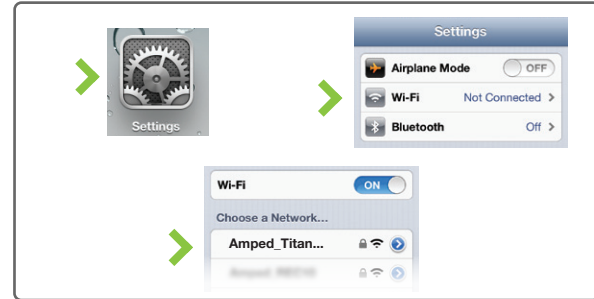 Settings
Settings
Airplane Mode OFF
Wi-Fi Not Connected
Bluetooth Off
Wi-Fi ON
Choose a Network...
Amped_Titan...